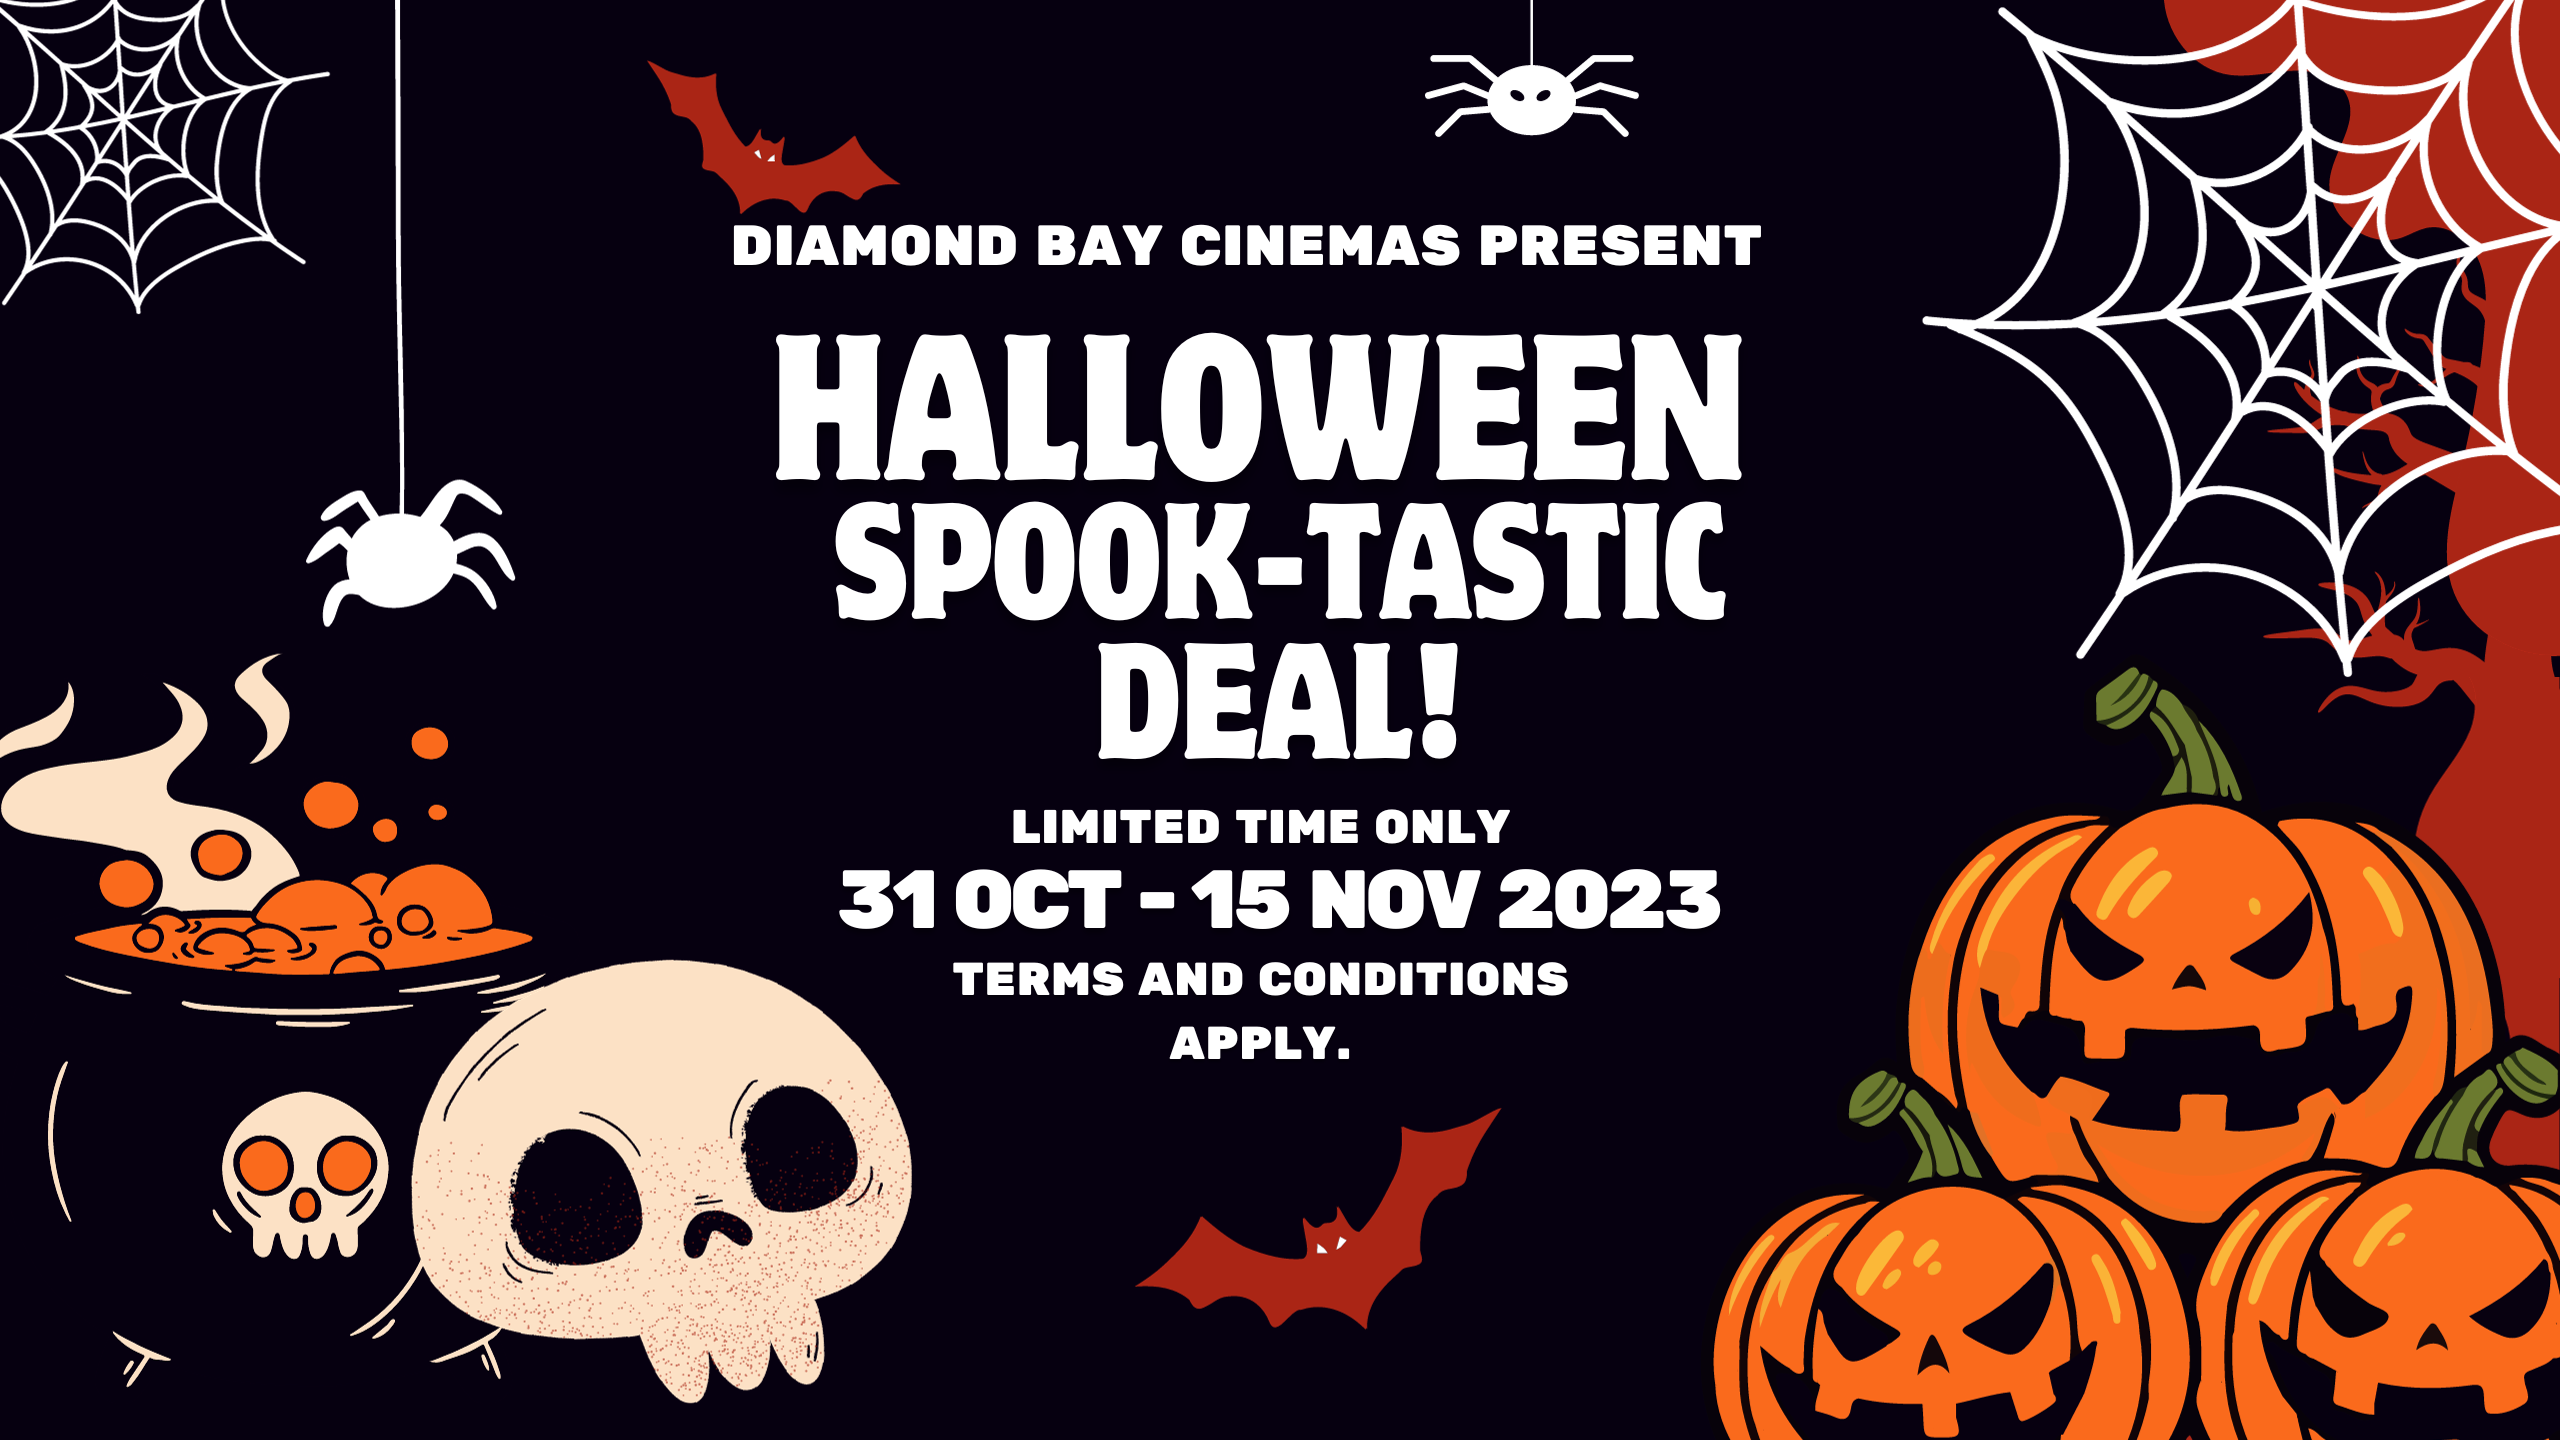 DIAMOND BAY CINEMAS PRESENT
HALLOWEEN
SPOOK-TASTIC
DEAL!
LIMITED TIME ONLY
31 OCT - 15 NOV 2023
TERMS AND CONDITIONS
APPLY.